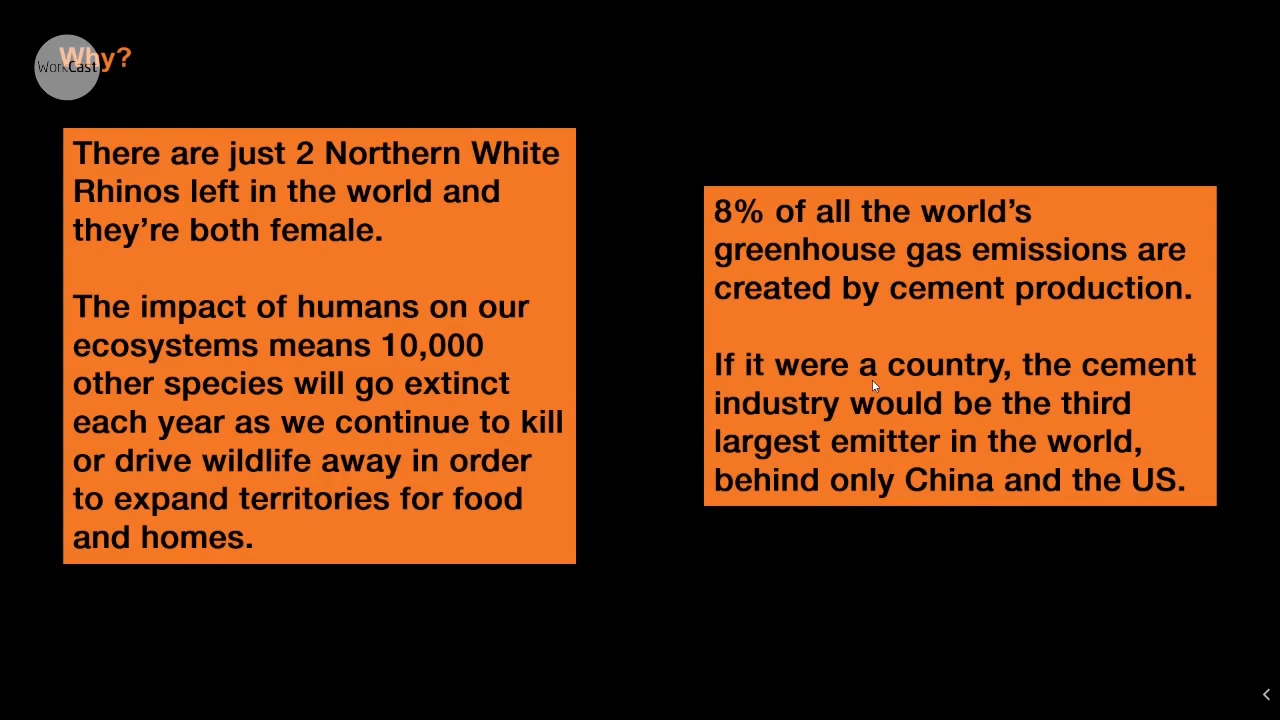 Why?
WorkCast
There are just 2 Northern White
Rhinos left in the world and
they’re both female.
The impact of humans on our
ecosystems means 10,000
other species will go extinct
each year as we continue to kill
or drive wildlife away in order
to expand territories for food
and homes.
8% of all the world’s
greenhouse gas emissions are
created by cement production.
If it were a country, the cement
industry would be the third
largest emitter in the world,
behind only China and the US.